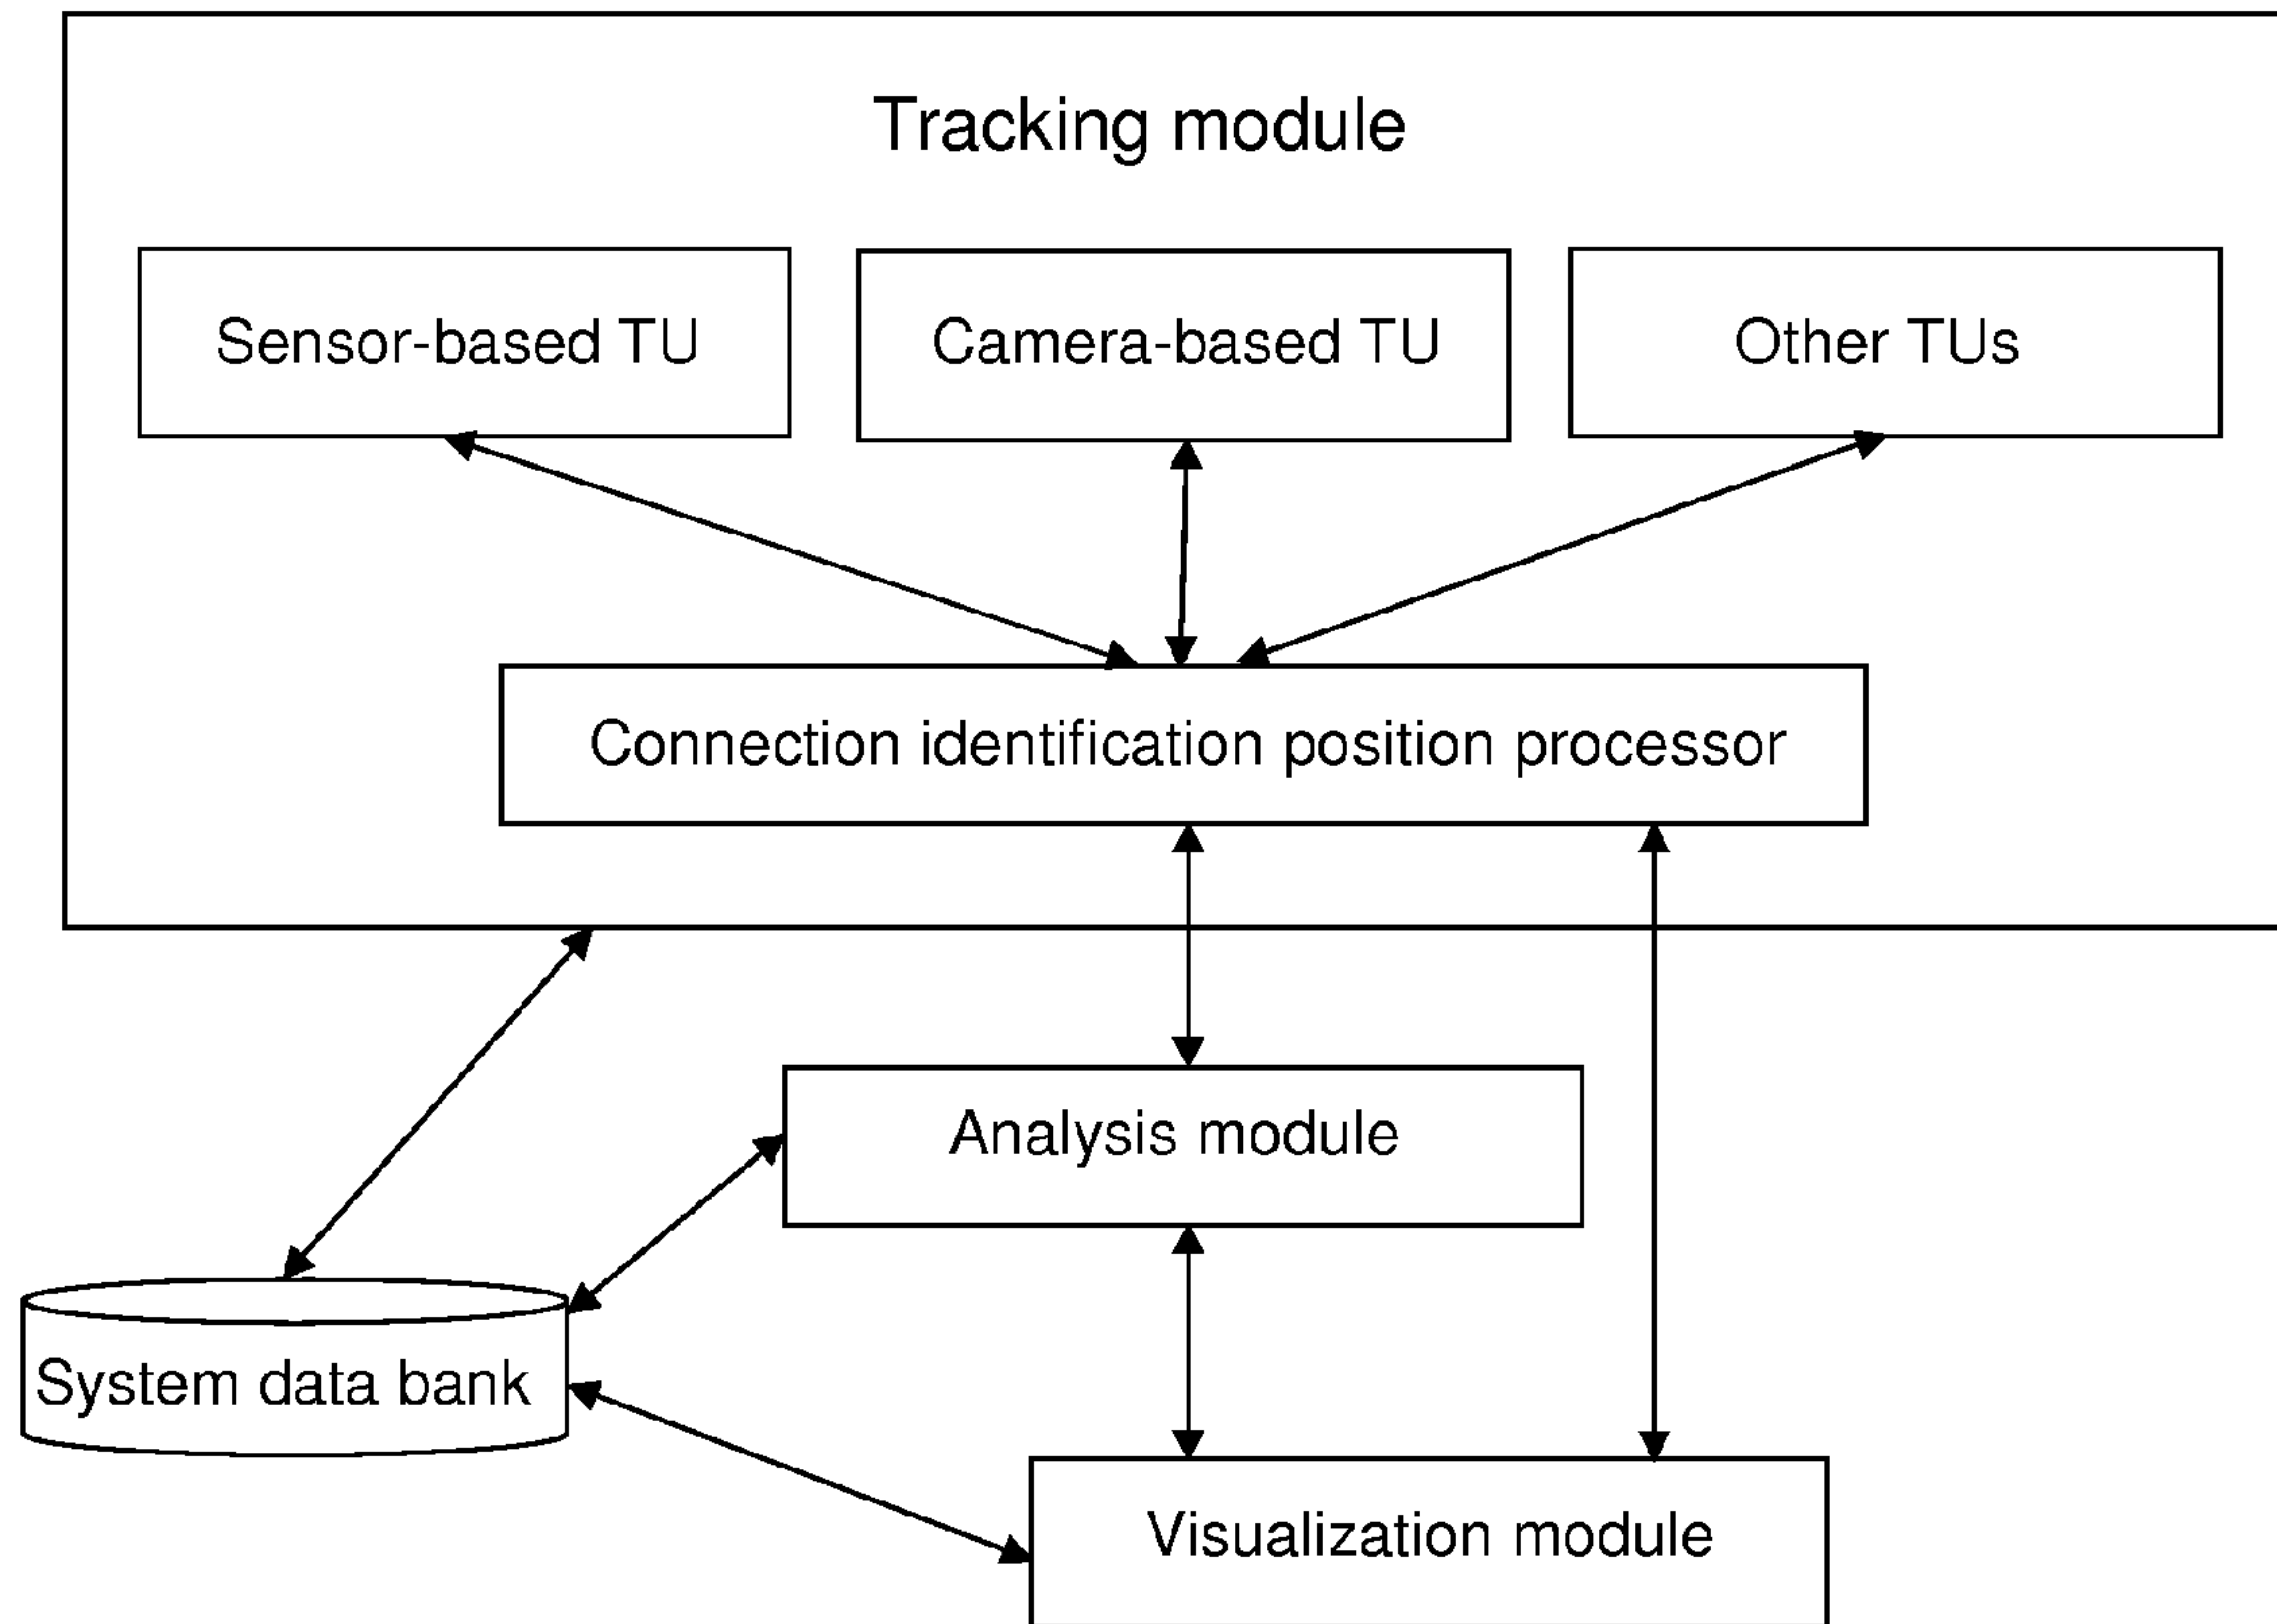 Tracking module
Sensor-based TU
Camera-based TU
Other TUs
Connection identification position processor
Analysis module
System data bank
Visualization module